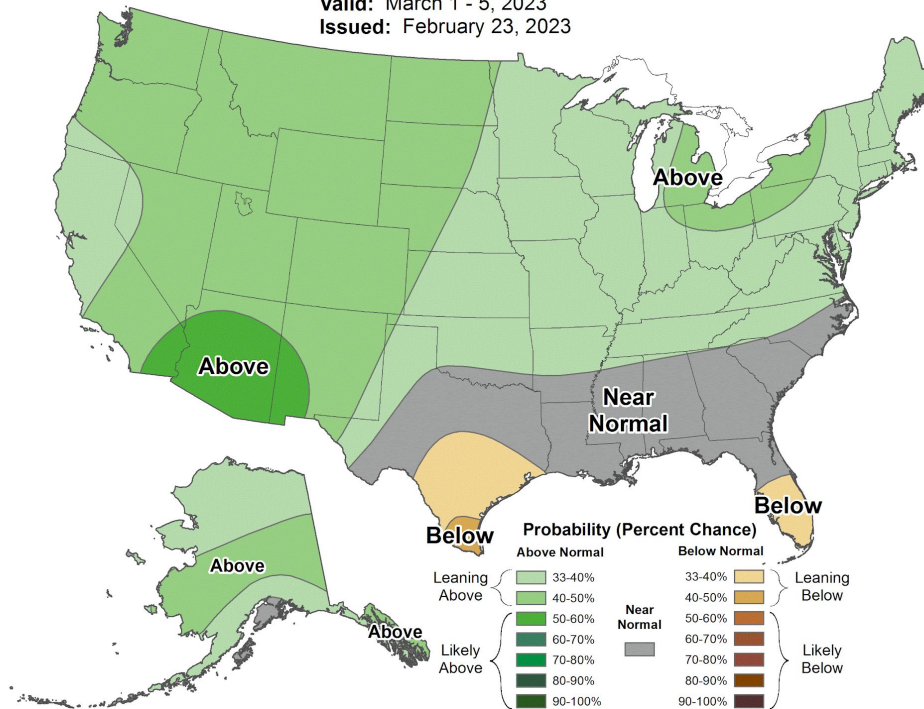 Valid: March 1 - 5, 2023
Issued: February 23, 2023
Above
Above
Near
Normal
Below
Below
Above
Above
Probability (Percent Chance)
Above Normal
Below Normal
Leaning
Above
33-40%
40-50%
Likely
Above
50-60%
60-70%
70-80%
80-90%
90-100%
Near
Normal
33-40%
40-50%
Leaning
Below
50-60%
60-70%
70-80%
80-90%
90-100%
Likely
Below